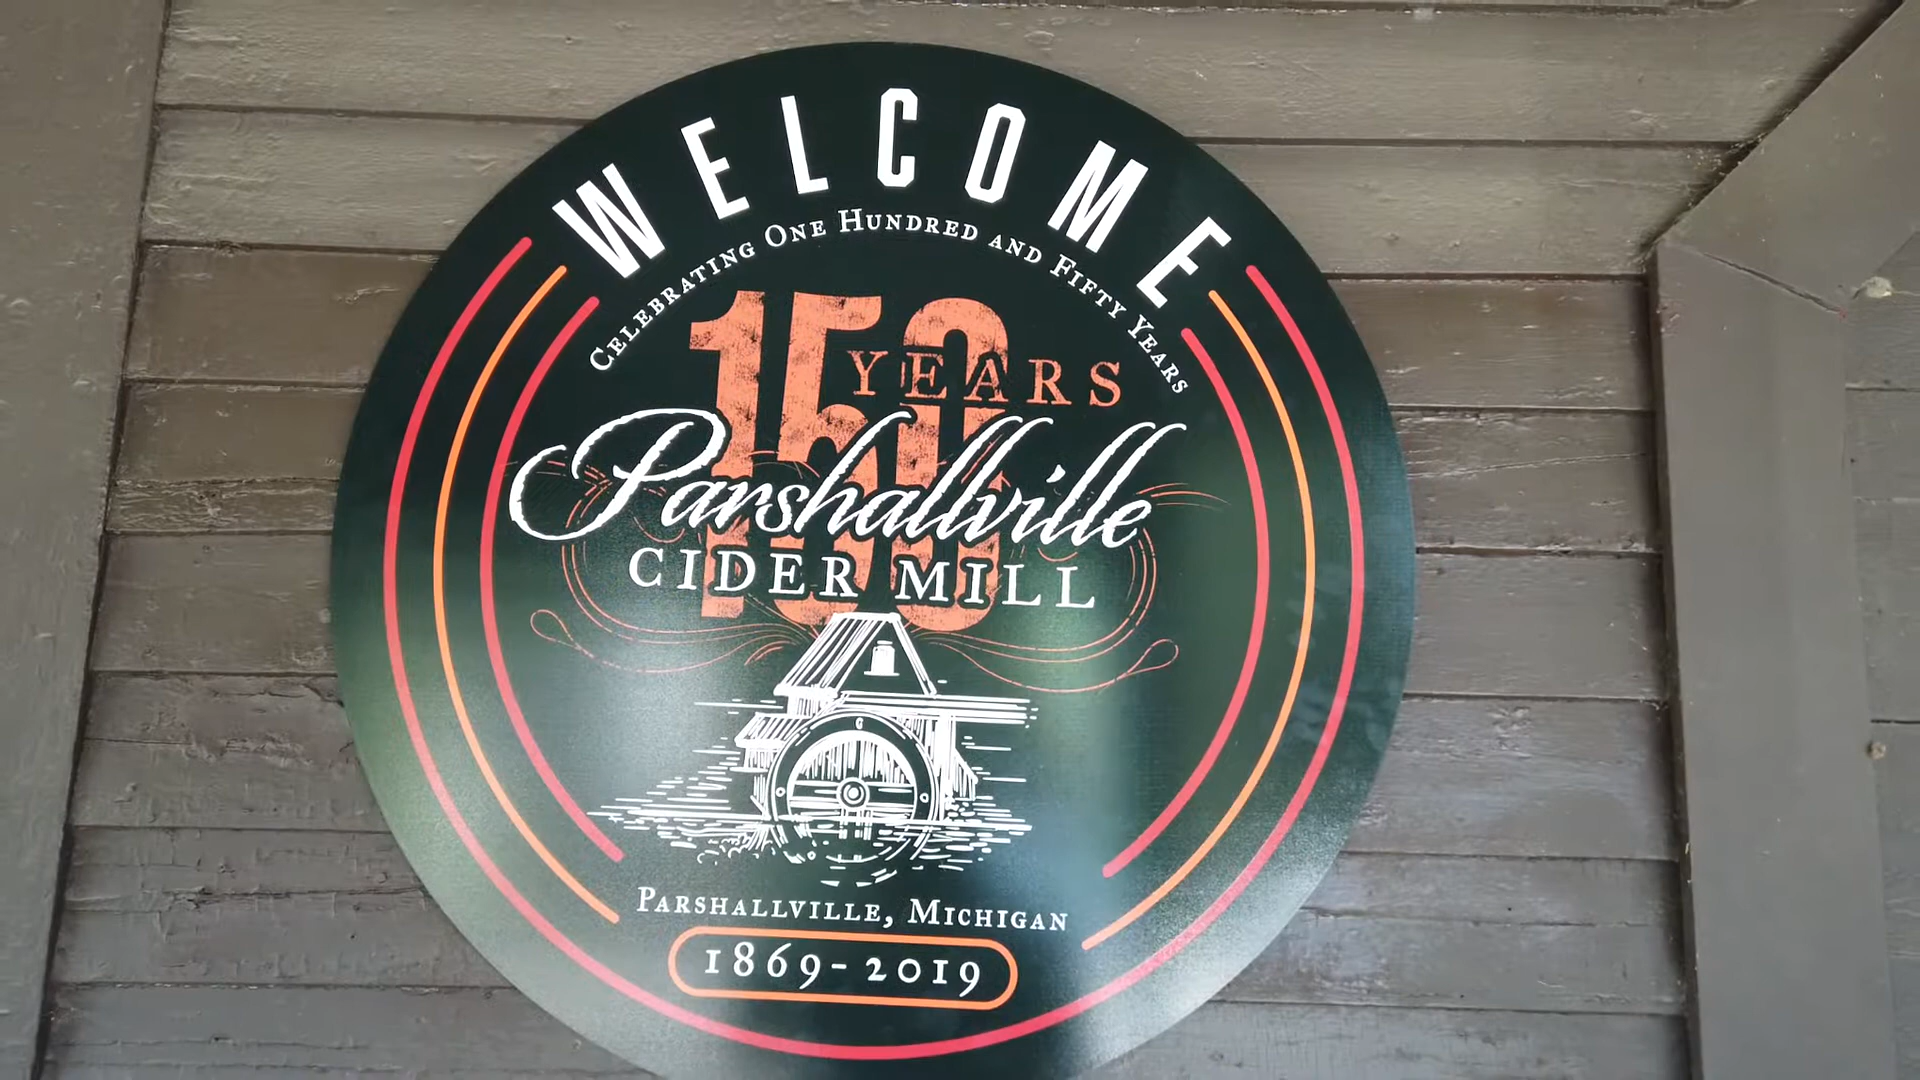 WELCOME
Celebrating One Hundred and Fifty Years
150
YEARS
Parshallville
CIDER MILL
Parshallville, Michigan
1869-2019